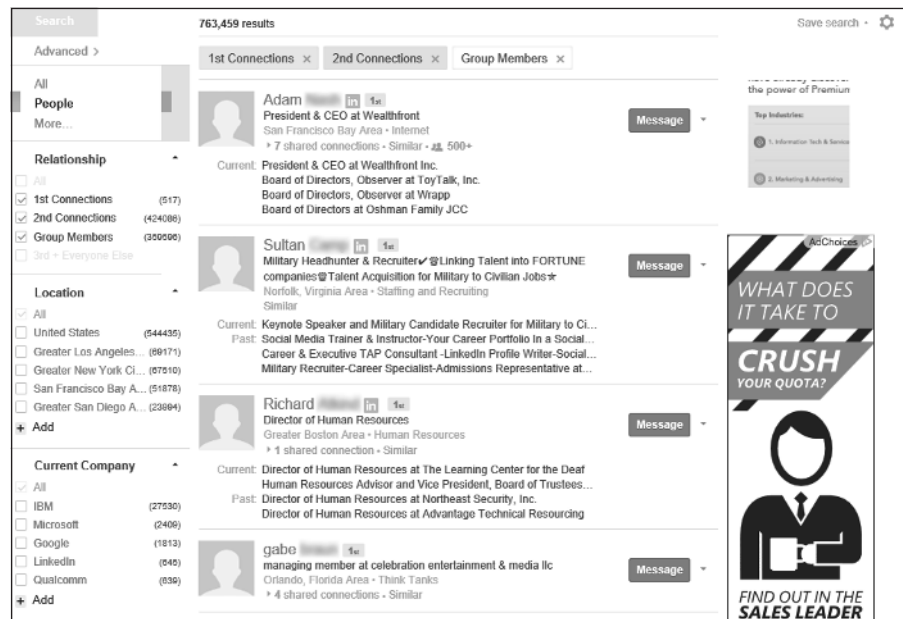 Search
Advanced >
All
People
More...
Relationship
All
1st Connections (517)
2nd Connections (424086)
Group Members
3rd + Everyone Else
Location
All
United States (544435)
Greater Los Angeles... (69171)
Greater New York Ci... (67610)
San Francisco Bay A... (51878)
Greater San Diego A...
+ Add
Current Company
All
IBM (27530)
Microsoft (2409)
Google (1813)
LinkedIn
Qualcomm (639)
+ Add
763,459 results
Save search
1st Connections × 2nd Connections × Group Members ×
Adam in 1st
President & CEO at Wealthfront
San Francisco Bay Area • Internet
7 shared connections • Similar • 500+
Message
Current: President & CEO at Wealthfront Inc.
Board of Directors, Observer at ToyTalk, Inc.
Board of Directors, Observer at Wrapp
Board of Directors at Oshman Family JCC
Sultan in 1st
Military Headhunter & Recruiter✔Linking Talent into FORTUNE
companiesTalent Acquisition for Military to Civilian Jobs★
Norfolk, Virginia Area • Staffing and Recruiting
Similar
Message
Current: Keynote Speaker and Military Candidate Recruiter for Military to Ci...
Past: Social Media Trainer & Instructor-Your Career Portfolio In a Social...
Career & Executive TAP Consultant -LinkedIn Profile Writer-Social...
Military Recruiter-Career Specialist-Admissions Representative at...
Richard in 1st
Director of Human Resources
Greater Boston Area • Human Resources
1 shared connection • Similar
Message
Current: Director of Human Resources at The Learning Center for the Deaf
Human Resources Advisor and Vice President, Board of Trustees...
Past: Director of Human Resources at Northeast Security, Inc.
Director of Human Resources at Advantage Technical Resourcing
gabe 1st
managing member at celebration entertainment & media llc
Orlando, Florida Area • Think Tanks
4 shared connections • Similar
Message
have already discover
the power of Premiun
Top Industries:
1. Information Tech & Service
2. Marketing & Advertising
AdChoices
WHAT DOES
IT TAKE TO
CRUSH
YOUR QUOTA?
FIND OUT IN THE
SALES LEADER